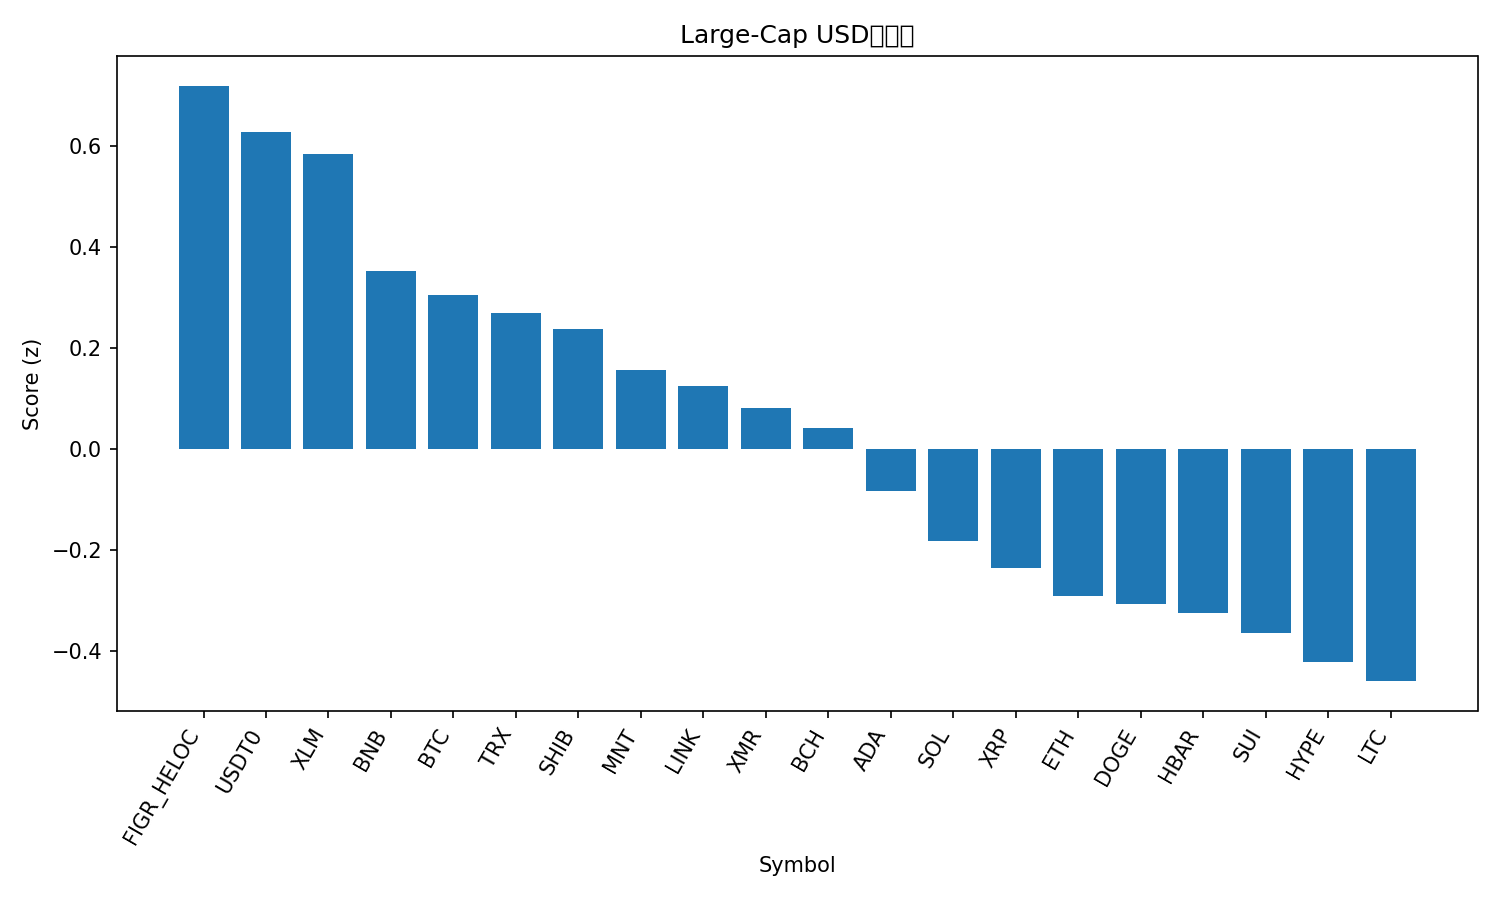 Large-Cap USD
Score (z)
0.6
0.4
0.2
0.0
−0.2
−0.4
FIGR_HELOC
USDT0
XLM
BNB
BTC
TRX
SHIB
MNT
LINK
XMR
BCH
ADA
SOL
XRP
ETH
DOGE
HBAR
SUI
HYPE
LTC
Symbol